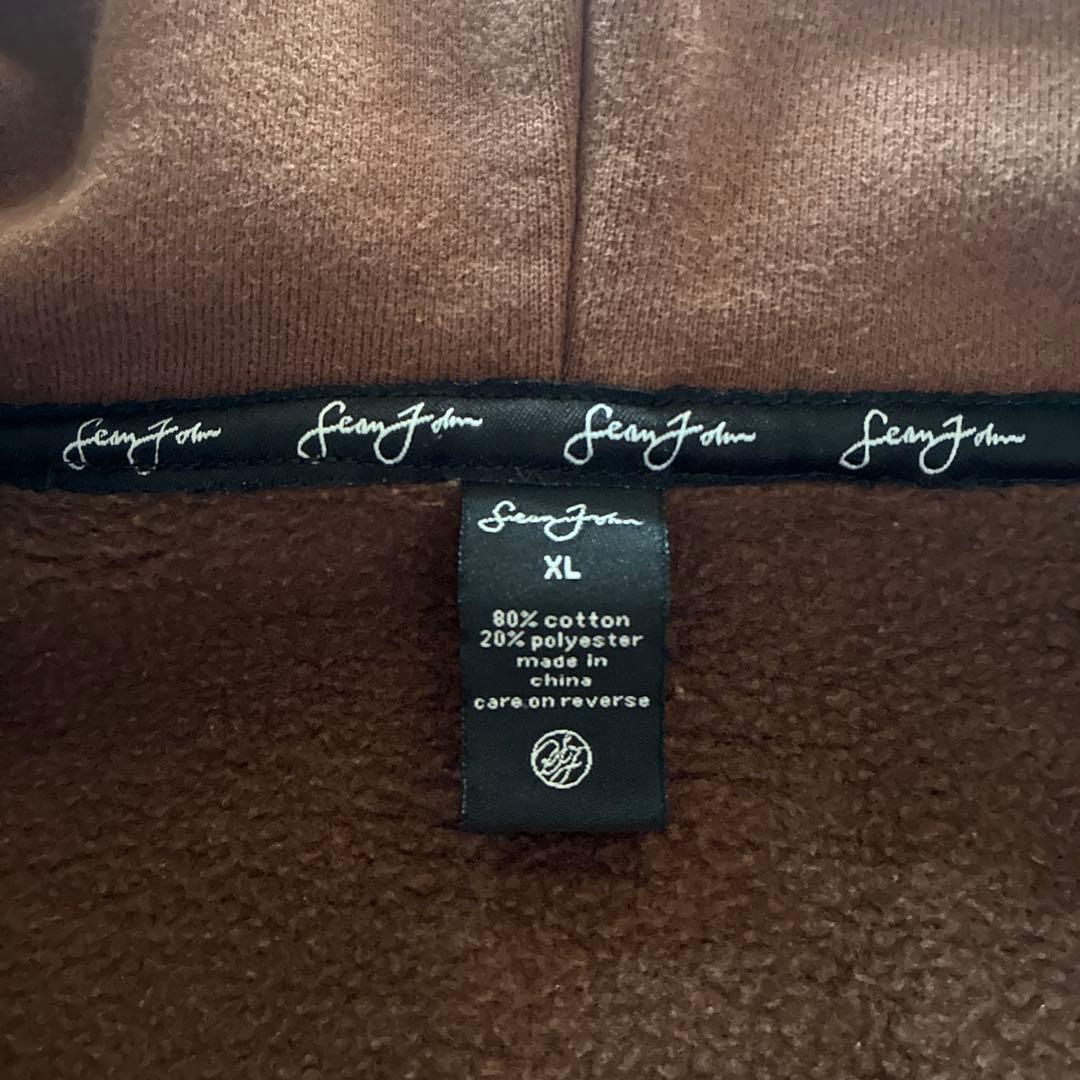 Sean John Sean John Sean John Sean John
Sean John
XL
80% cotton
20% polyester
made in
china
care on reverse